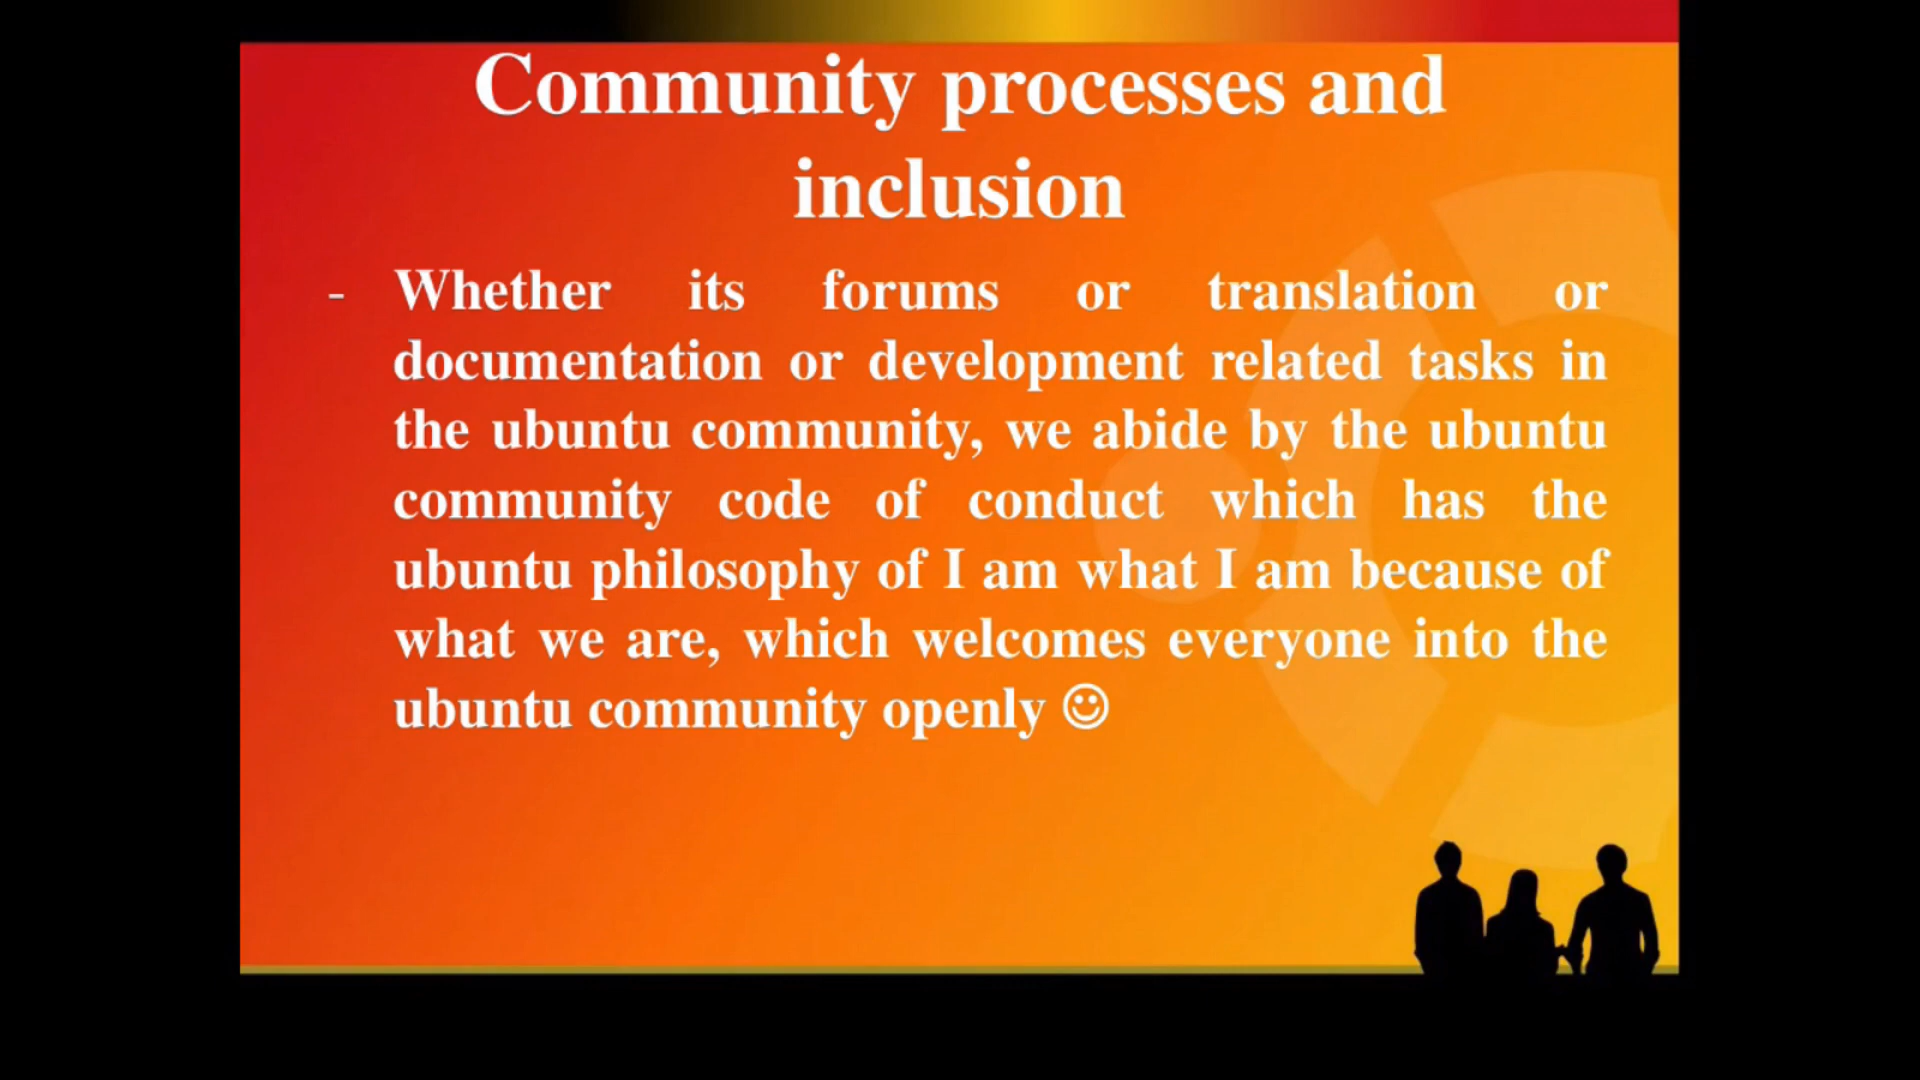 Community processes and
inclusion
- Whether its forums or translation or
documentation or development related tasks in
the ubuntu community, we abide by the ubuntu
community code of conduct which has the
ubuntu philosophy of I am what I am because of
what we are, which welcomes everyone into the
ubuntu community openly ☺